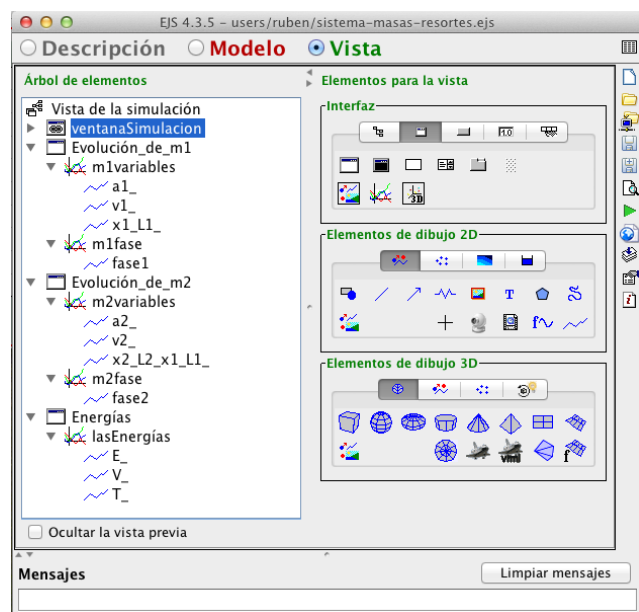 EJS 4.3.5 – users/ruben/sistema-masas-resortes.ejs
Descripción Modelo Vista
Árbol de elementos
Vista de la simulación
ventanaSimulacion
Evolución_de_m1
m1variables
a1_
v1_
x1_L1_
m1fase
fase1
Evolución_de_m2
m2variables
a2_
v2_
x2_L2_x1_L1_
m2fase
fase2
Energías
lasEnergías
E_
V_
T_
Ocultar la vista previa
Elementos para la vista
Interfaz
3D
Elementos de dibujo 2D
T
f
Elementos de dibujo 3D
vrml
f
Mensajes
Limpiar mensajes